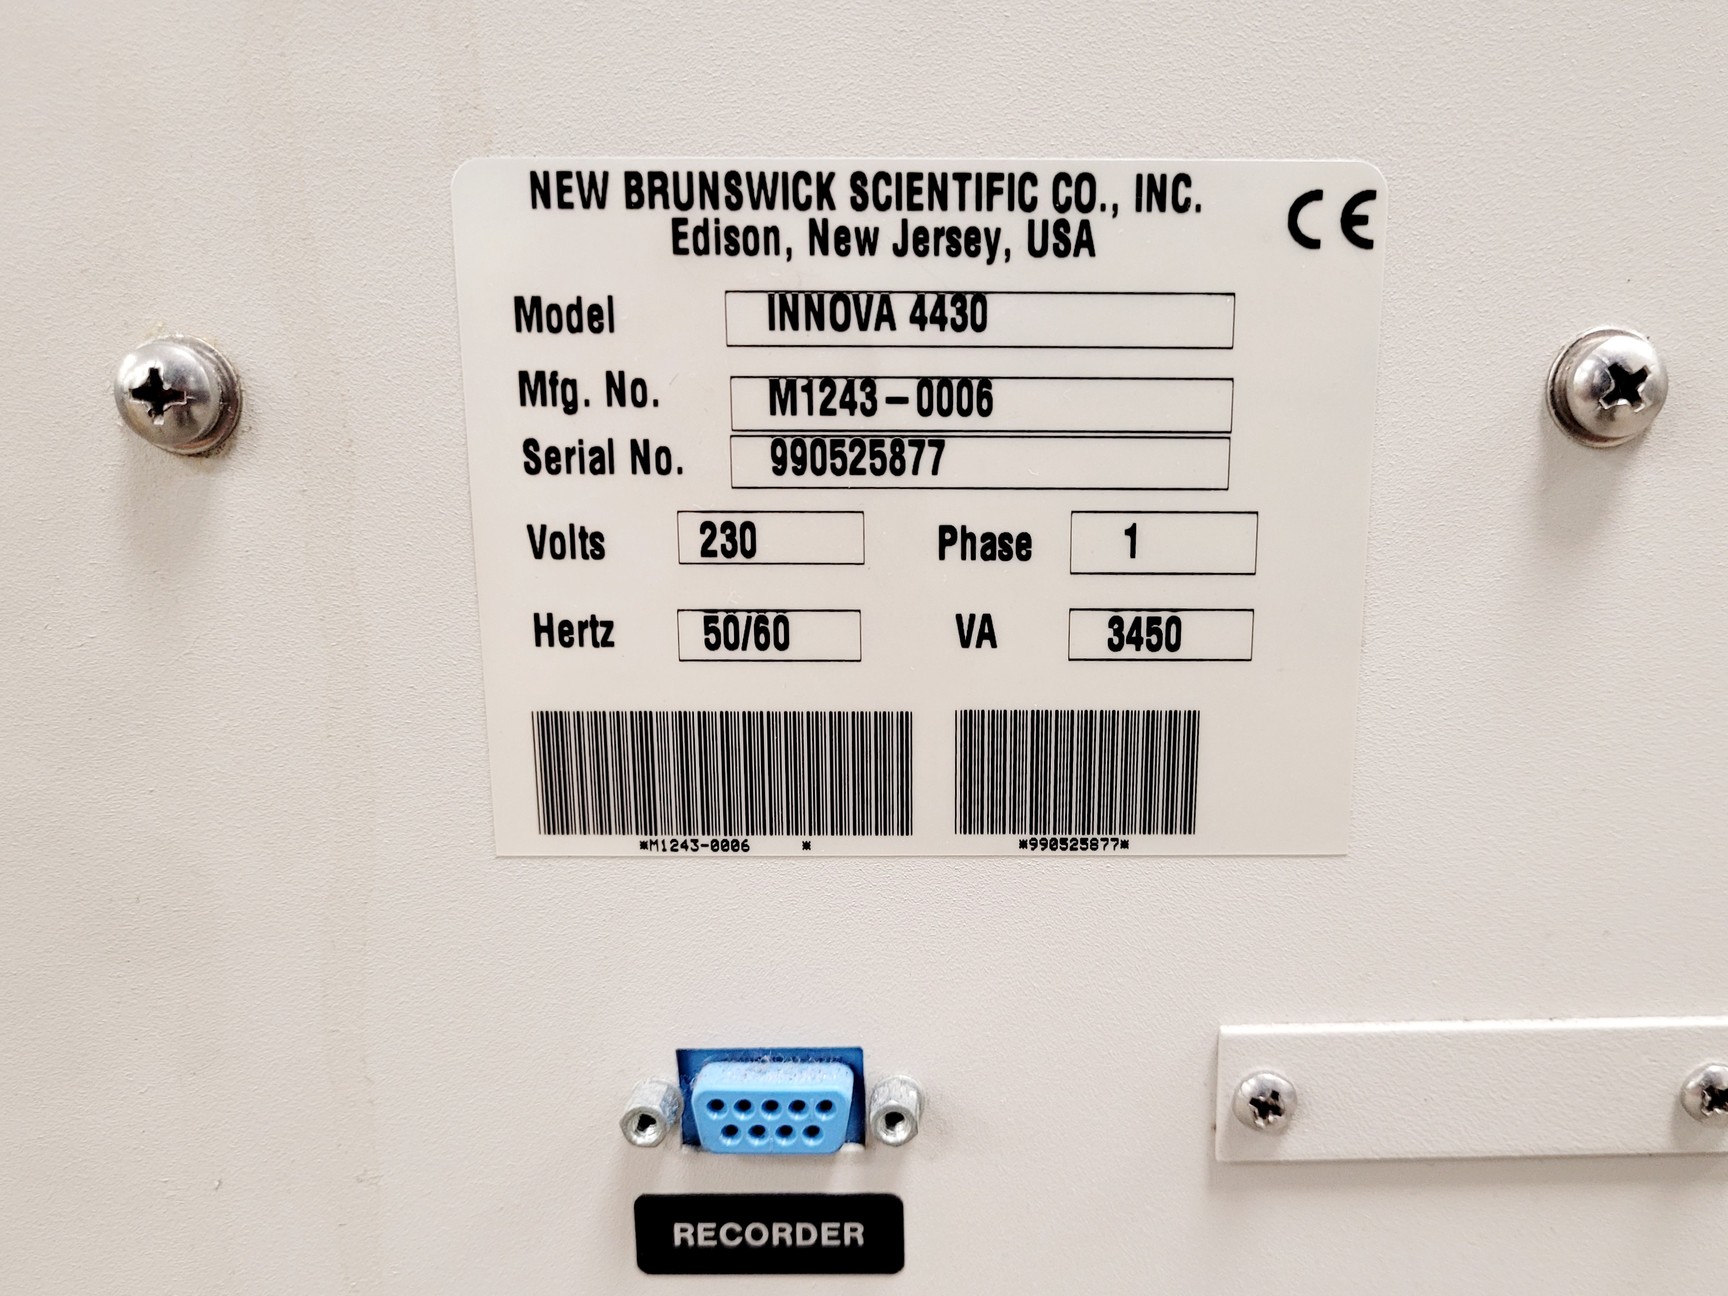 NEW BRUNSWICK SCIENTIFIC CO., INC.
Edison, New Jersey, USA
CE
Model INNOVA 4430
Mfg. No. M1243-0006
Serial No. 990525877
Volts 230 Phase 1
Hertz 50/60 VA 3450
*M1243-0006 * *990525877*
RECORDER